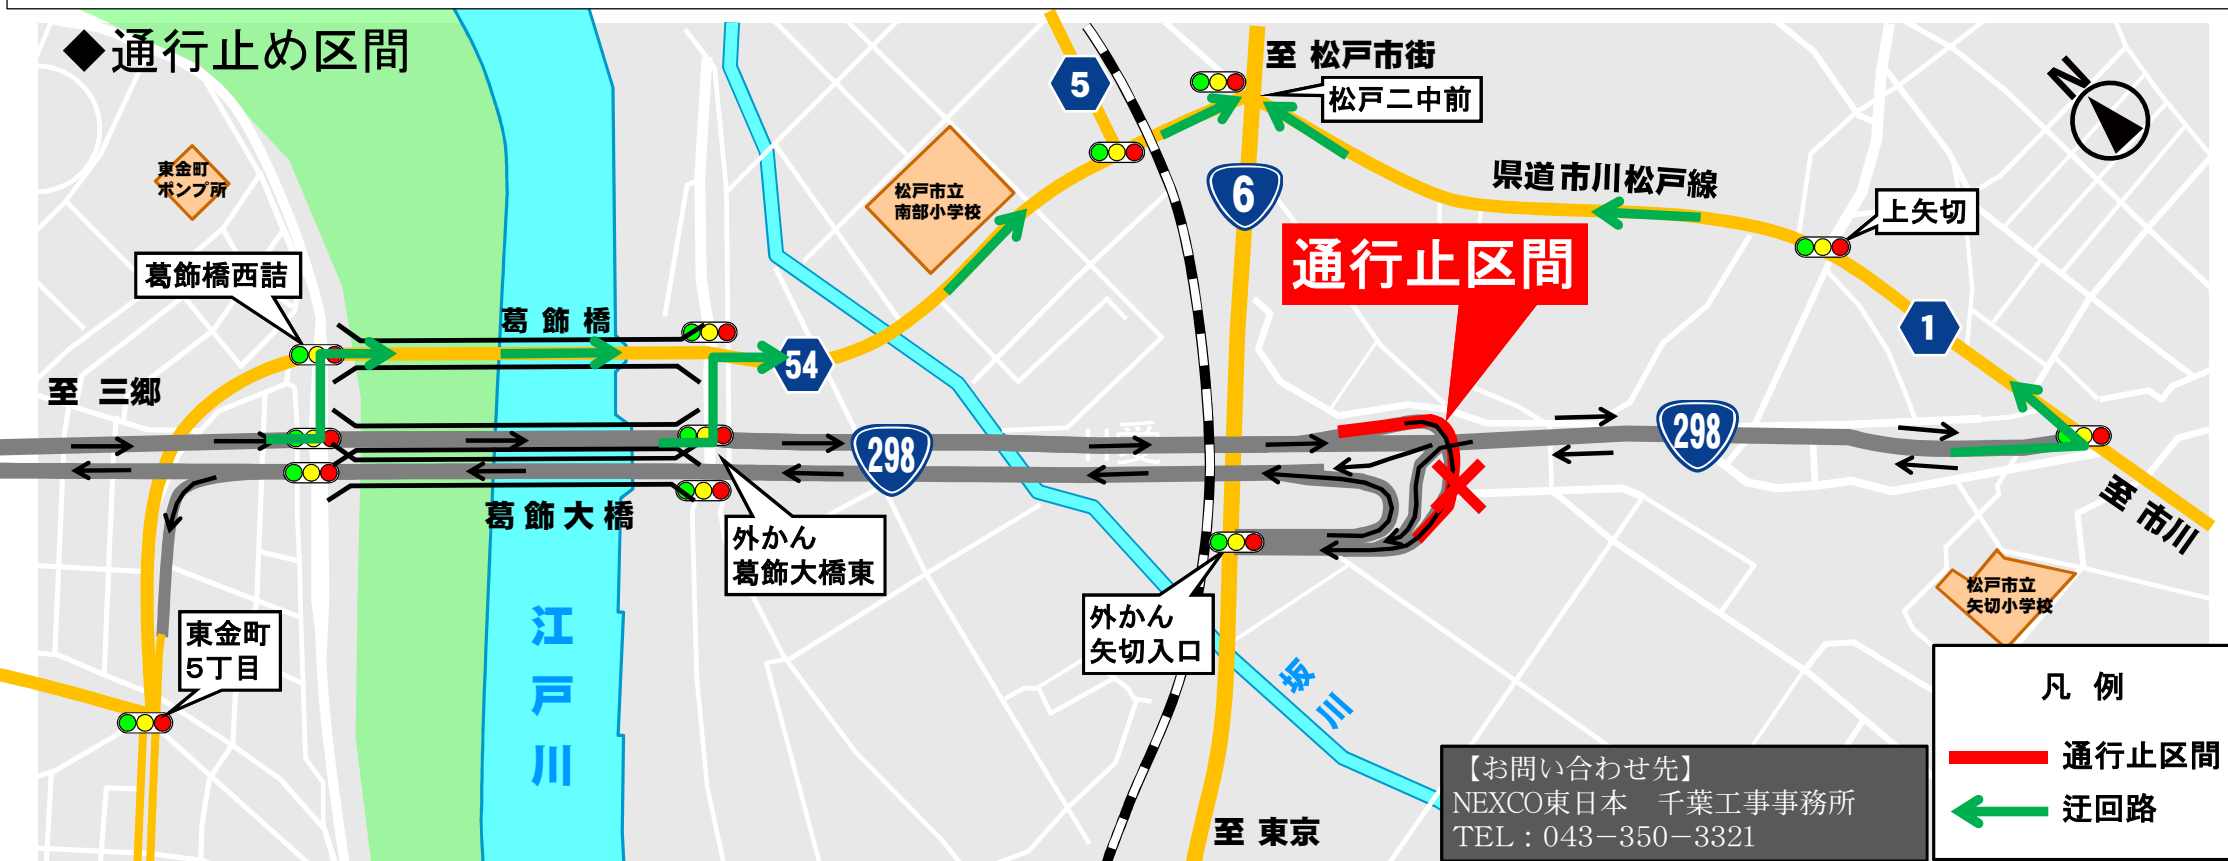 ◆通行止め区間
至 松戸市街
松戸二中前
N
5
東金町
ポンプ所
松戸市立
南部小学校
6
県道市川松戸線
上矢切
通行止区間
葛飾橋西詰
葛飾橋
54
1
至 三郷
298
298
葛飾大橋
外かん
葛飾大橋東
至 市川
外かん
矢切入口
松戸市立
矢切小学校
東金町
5丁目
江戸川
坂川
至 東京
【お問い合わせ先】
NEXCO東日本 千葉工事事務所
TEL：043－350－3321
凡 例
通行止区間
迂回路